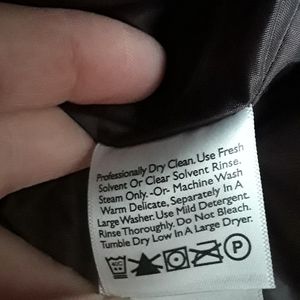 Professionally Dry Clean. Use Fresh
Solvent Or Clear Solvent Rinse.
Steam Only. -Or- Machine Wash
Warm Delicate, Separately In A
Large Washer. Use Mild Detergent.
Rinse Thoroughly. Do Not Bleach.
Tumble Dry Low In A Large Dryer.
40C P